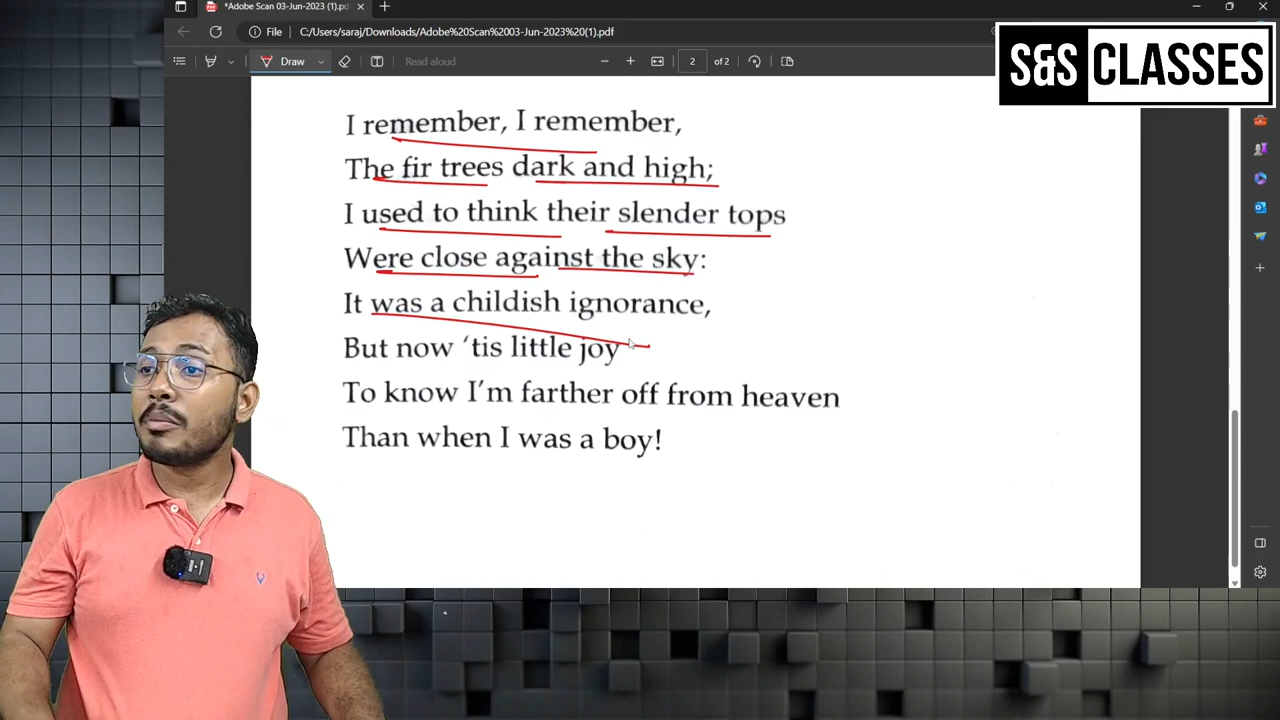 *Adobe Scan 03-Jun-2023 (1).pd
File C:/Users/saraj/Downloads/Adobe%20Scan%2003-Jun-2023%20(1).pdf
S&S CLASSES
Draw Read aloud 2 of 2
I remember, I remember,
The fir trees dark and high;
I used to think their slender tops
Were close against the sky:
It was a childish ignorance,
But now ‘tis little joy
To know I’m farther off from heaven
Than when I was a boy!